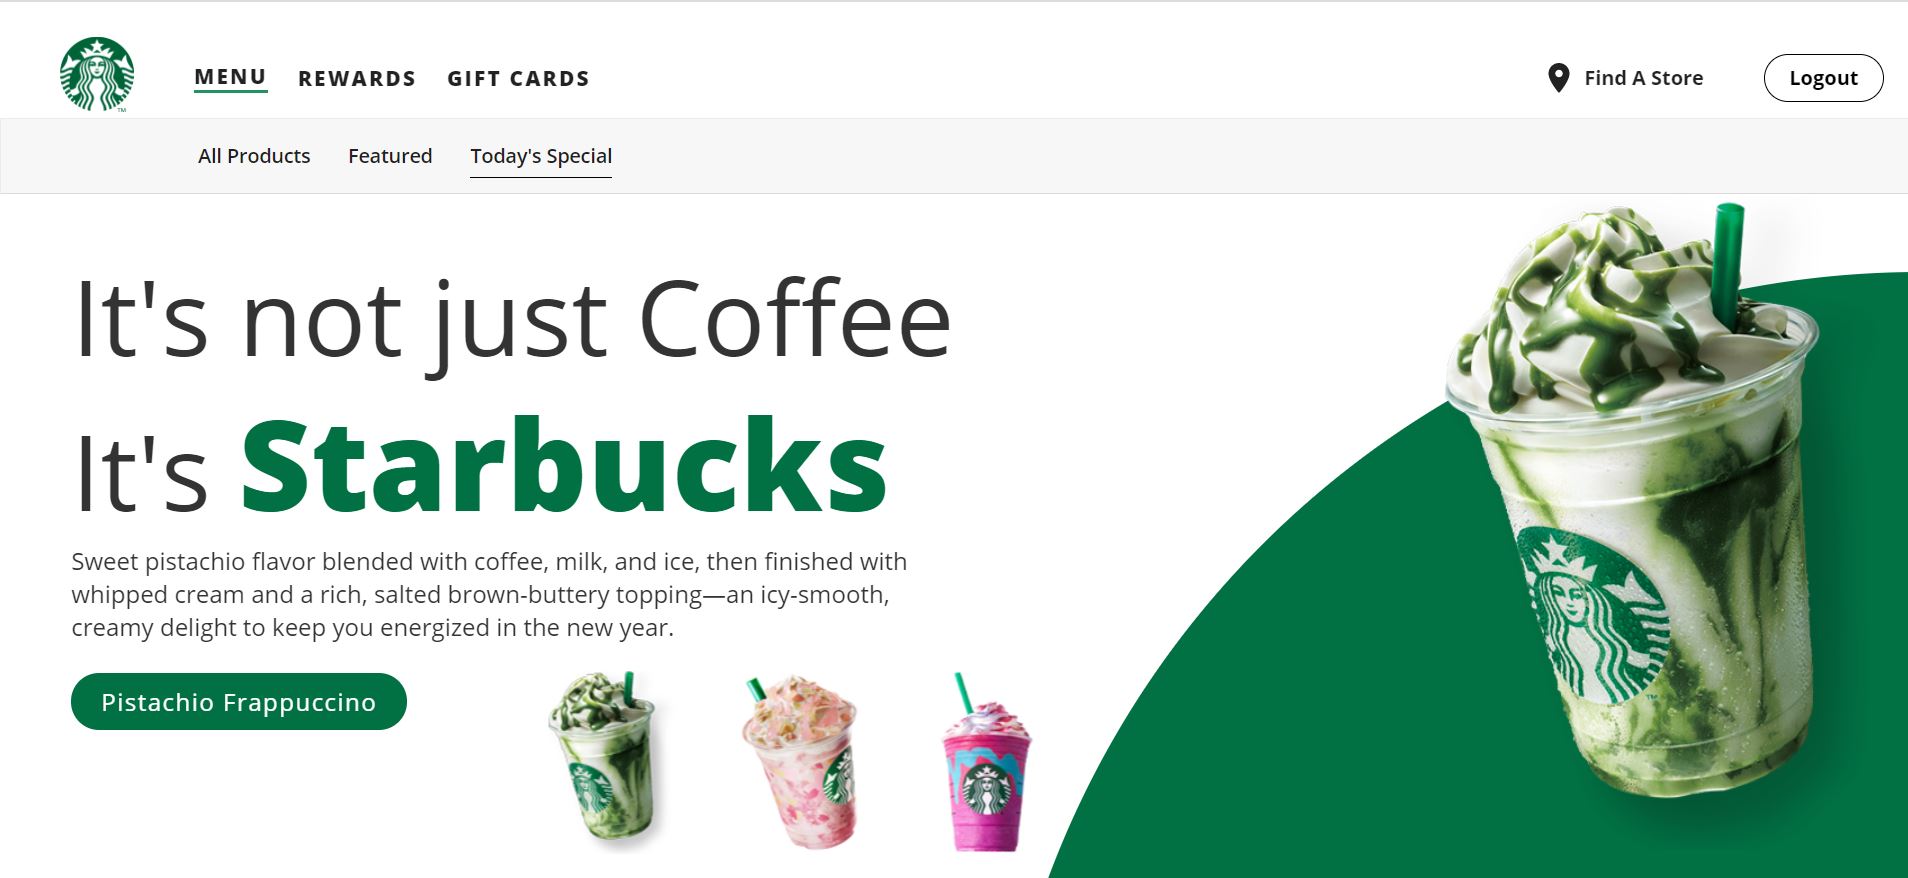 MENU REWARDS GIFT CARDS Find A Store Logout
All Products Featured Today's Special
It's not just Coffee
It's Starbucks
Sweet pistachio flavor blended with coffee, milk, and ice, then finished with
whipped cream and a rich, salted brown-buttery topping—an icy-smooth,
creamy delight to keep you energized in the new year.
Pistachio Frappuccino
TM
TM